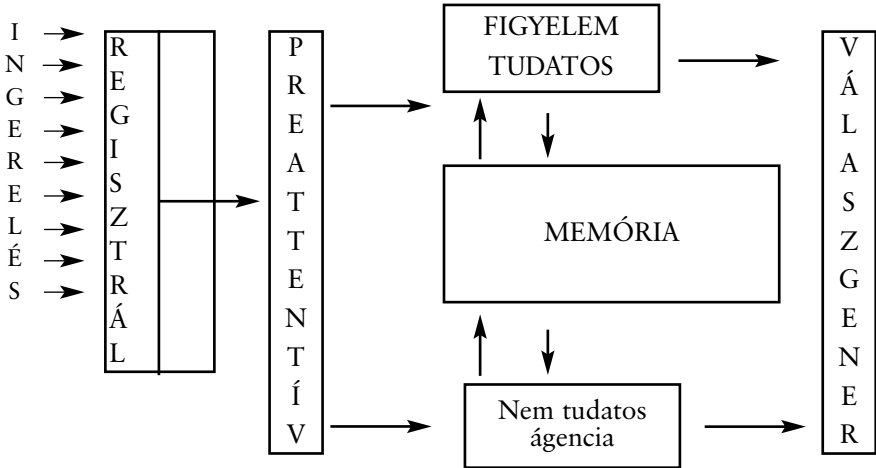 INGERELÉS
REGISZTRÁL
PREATTENTÍV
FIGYELEM
TUDATOS
MEMÓRIA
Nem tudatos
ágencia
VÁLASZGENER